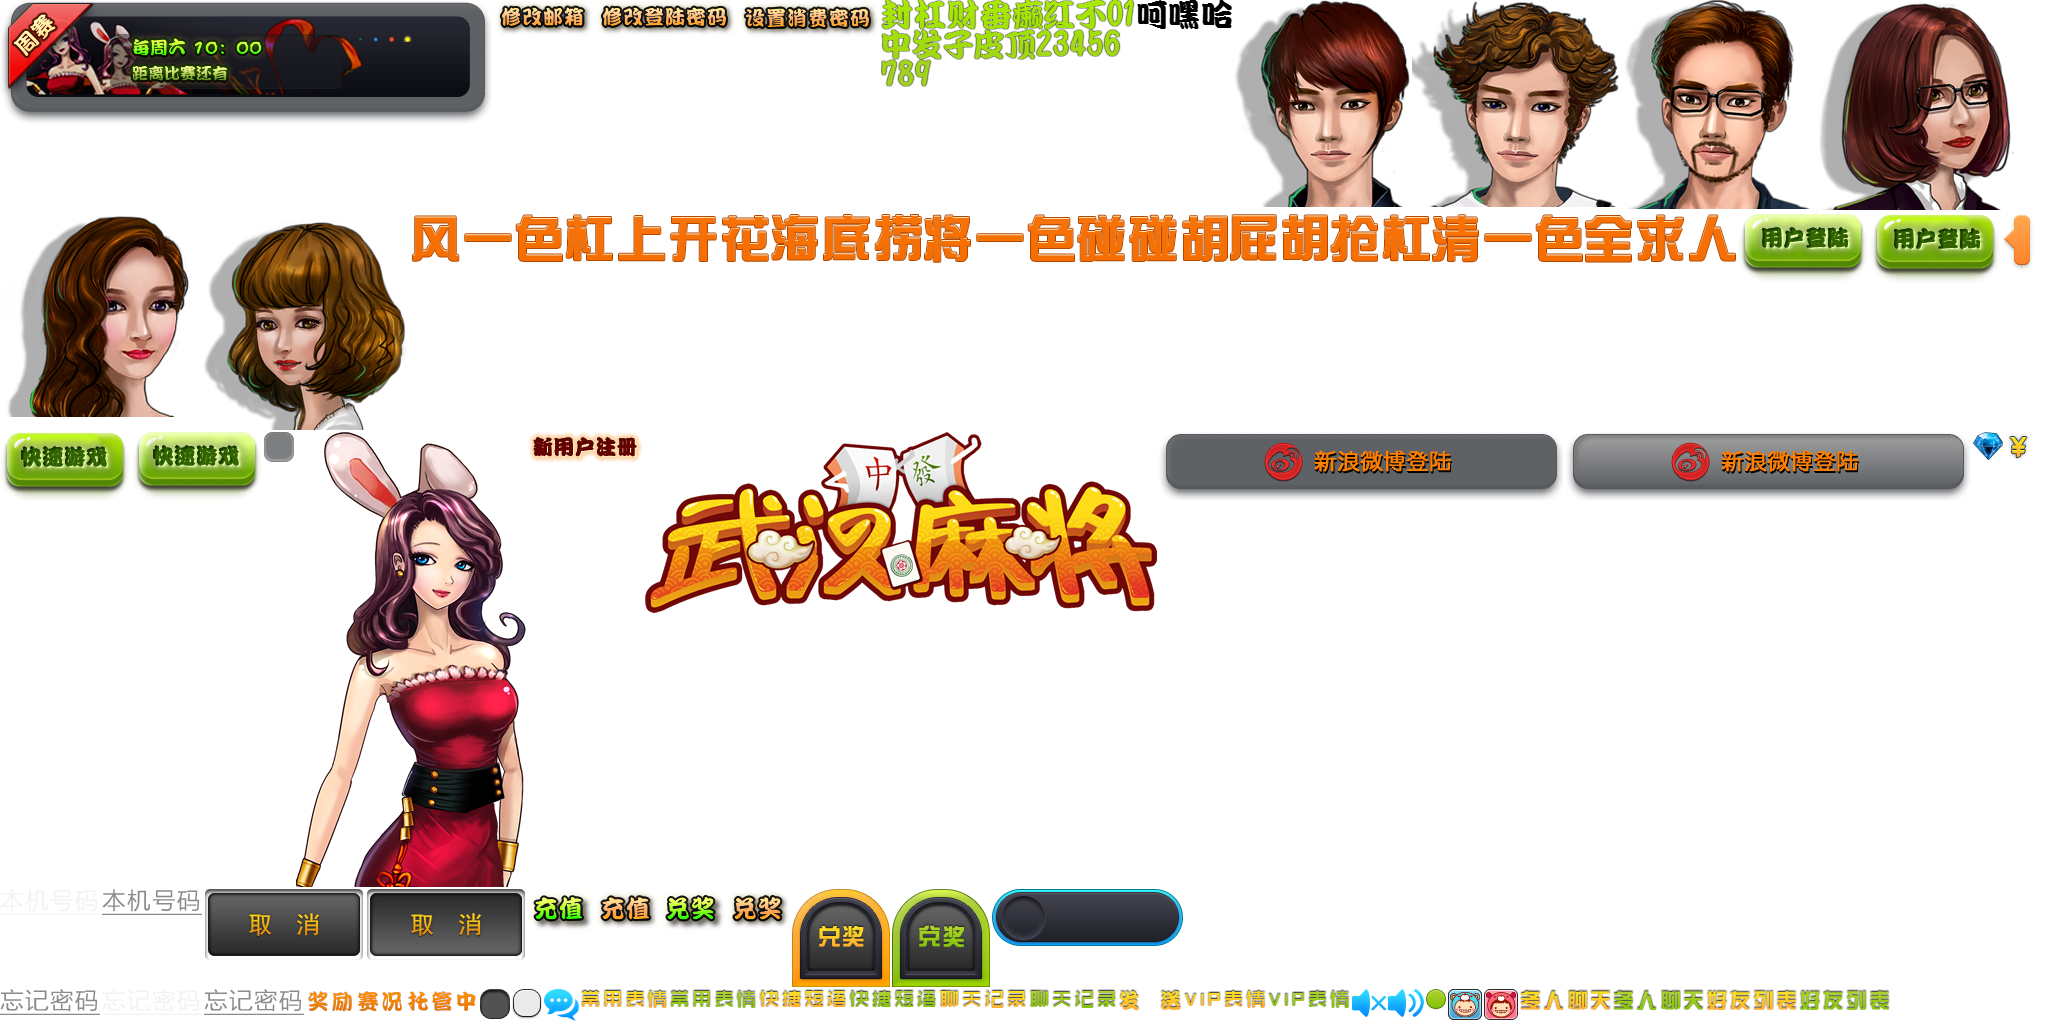 周赛
每周六 10：00
距离比赛还有
修改邮箱 修改登陆密码 设置消费密码
封杠财番癞红不01
中发子皮顶23456
789
呵嘿哈
风一色杠上开花海底捞将一色碰碰胡屁胡抢杠清一色全求人
用户登陆
用户登陆
快速游戏
快速游戏
新用户注册
中 發
武汉麻将
新浪微博登陆
新浪微博登陆
¥
本机号码
本机号码
取 消
取 消
充值 充值 兑奖 兑奖
兑奖
兑奖
忘记密码
忘记密码
忘记密码
奖励赛况托管中
常用表情常用表情快捷短语快捷短语聊天记录聊天记录发 送VIP表情VIP表情
多人聊天多人聊天好友列表好友列表